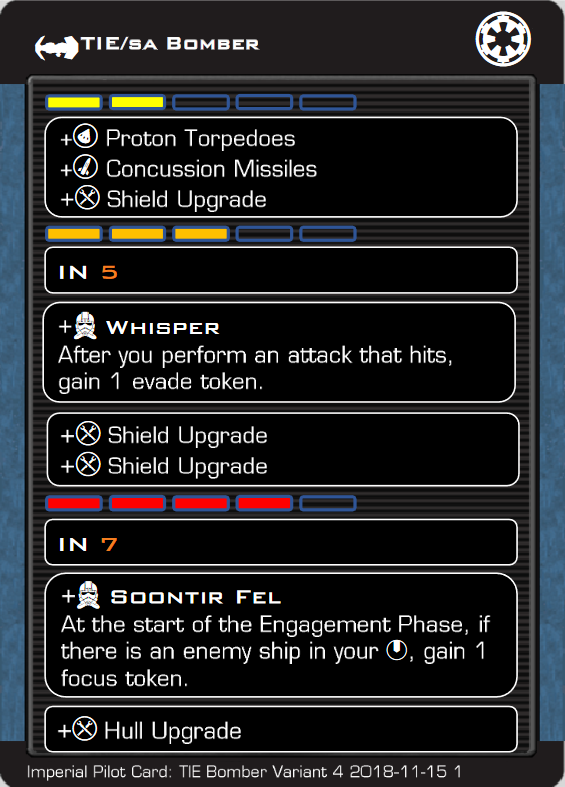 TIE/sa Bomber
+ Proton Torpedoes
+ Concussion Missiles
+ Shield Upgrade
IN 5
+ Whisper
After you perform an attack that hits,
gain 1 evade token.
+ Shield Upgrade
+ Shield Upgrade
IN 7
+ Soontir Fel
At the start of the Engagement Phase, if
there is an enemy ship in your , gain 1
focus token.
+ Hull Upgrade
Imperial Pilot Card: TIE Bomber Variant 4 2018-11-15 1